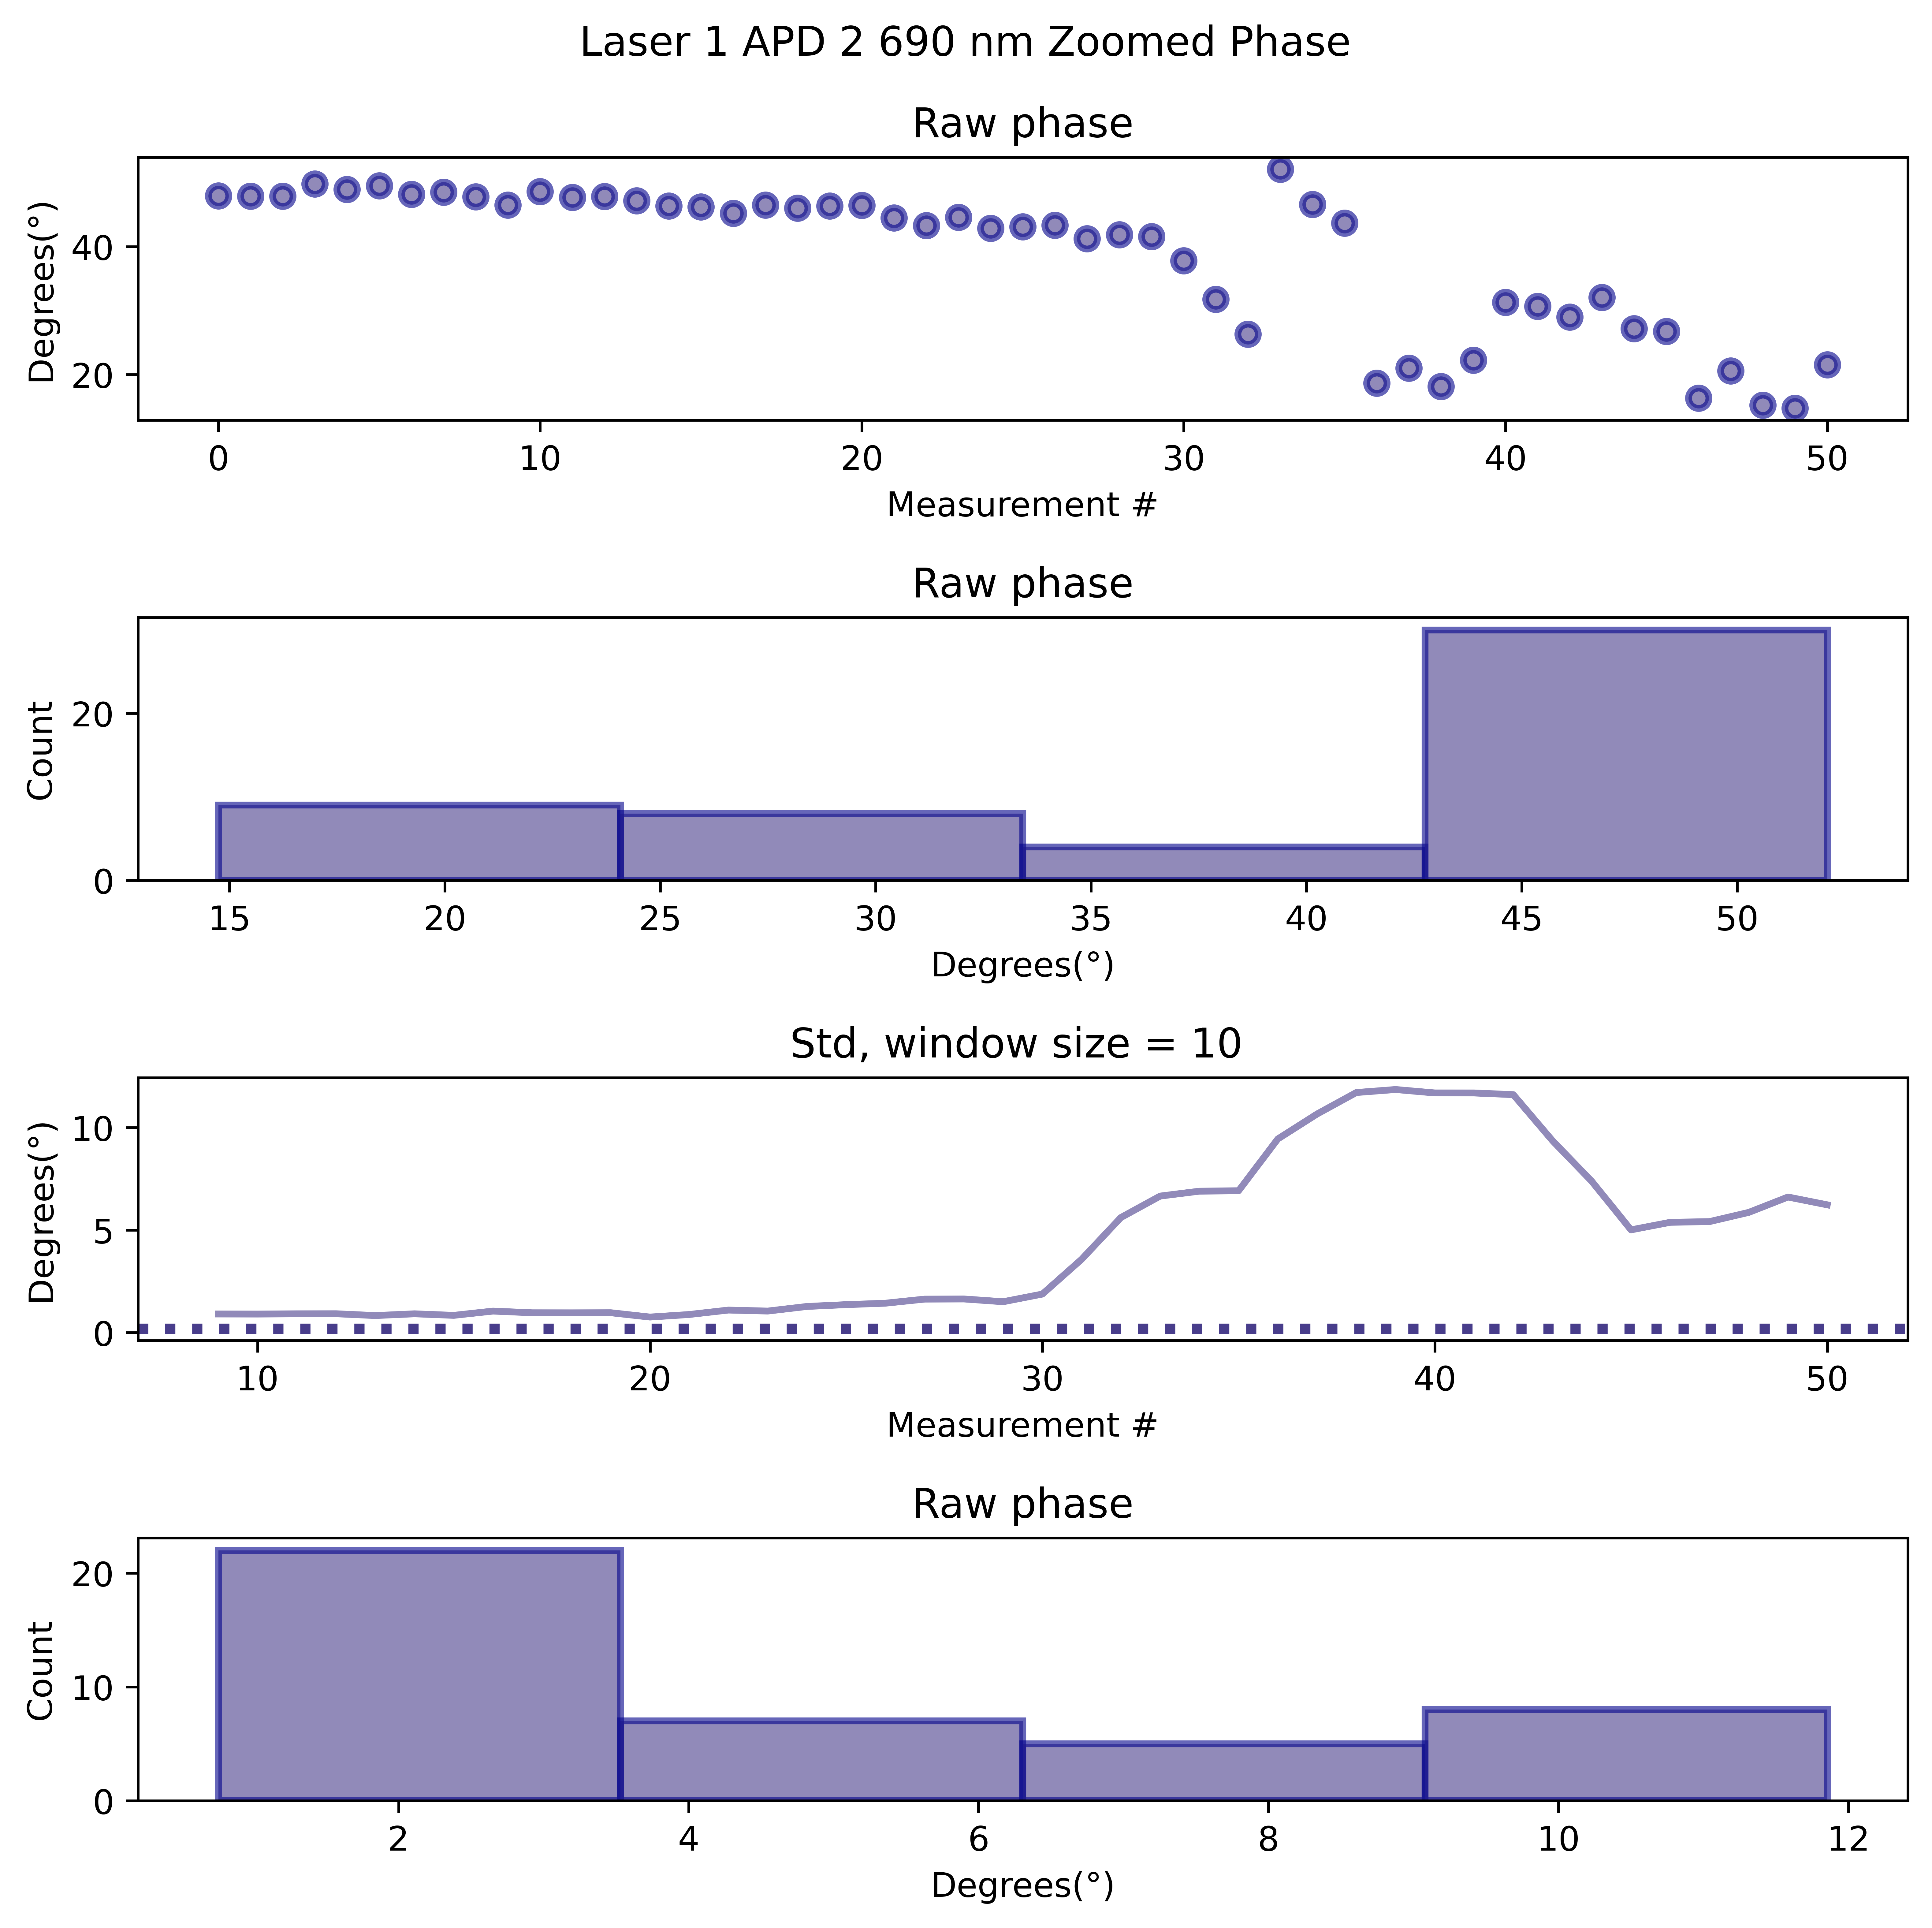 Laser 1 APD 2 690 nm Zoomed Phase
Raw phase
Degrees(°)
40
20
0 10 20 30 40 50
Measurement #
Raw phase
Count
20
0
15 20 25 30 35 40 45 50
Degrees(°)
Std, window size = 10
Degrees(°)
10
5
0
10 20 30 40 50
Measurement #
Raw phase
Count
20
10
0
2 4 6 8 10 12
Degrees(°)